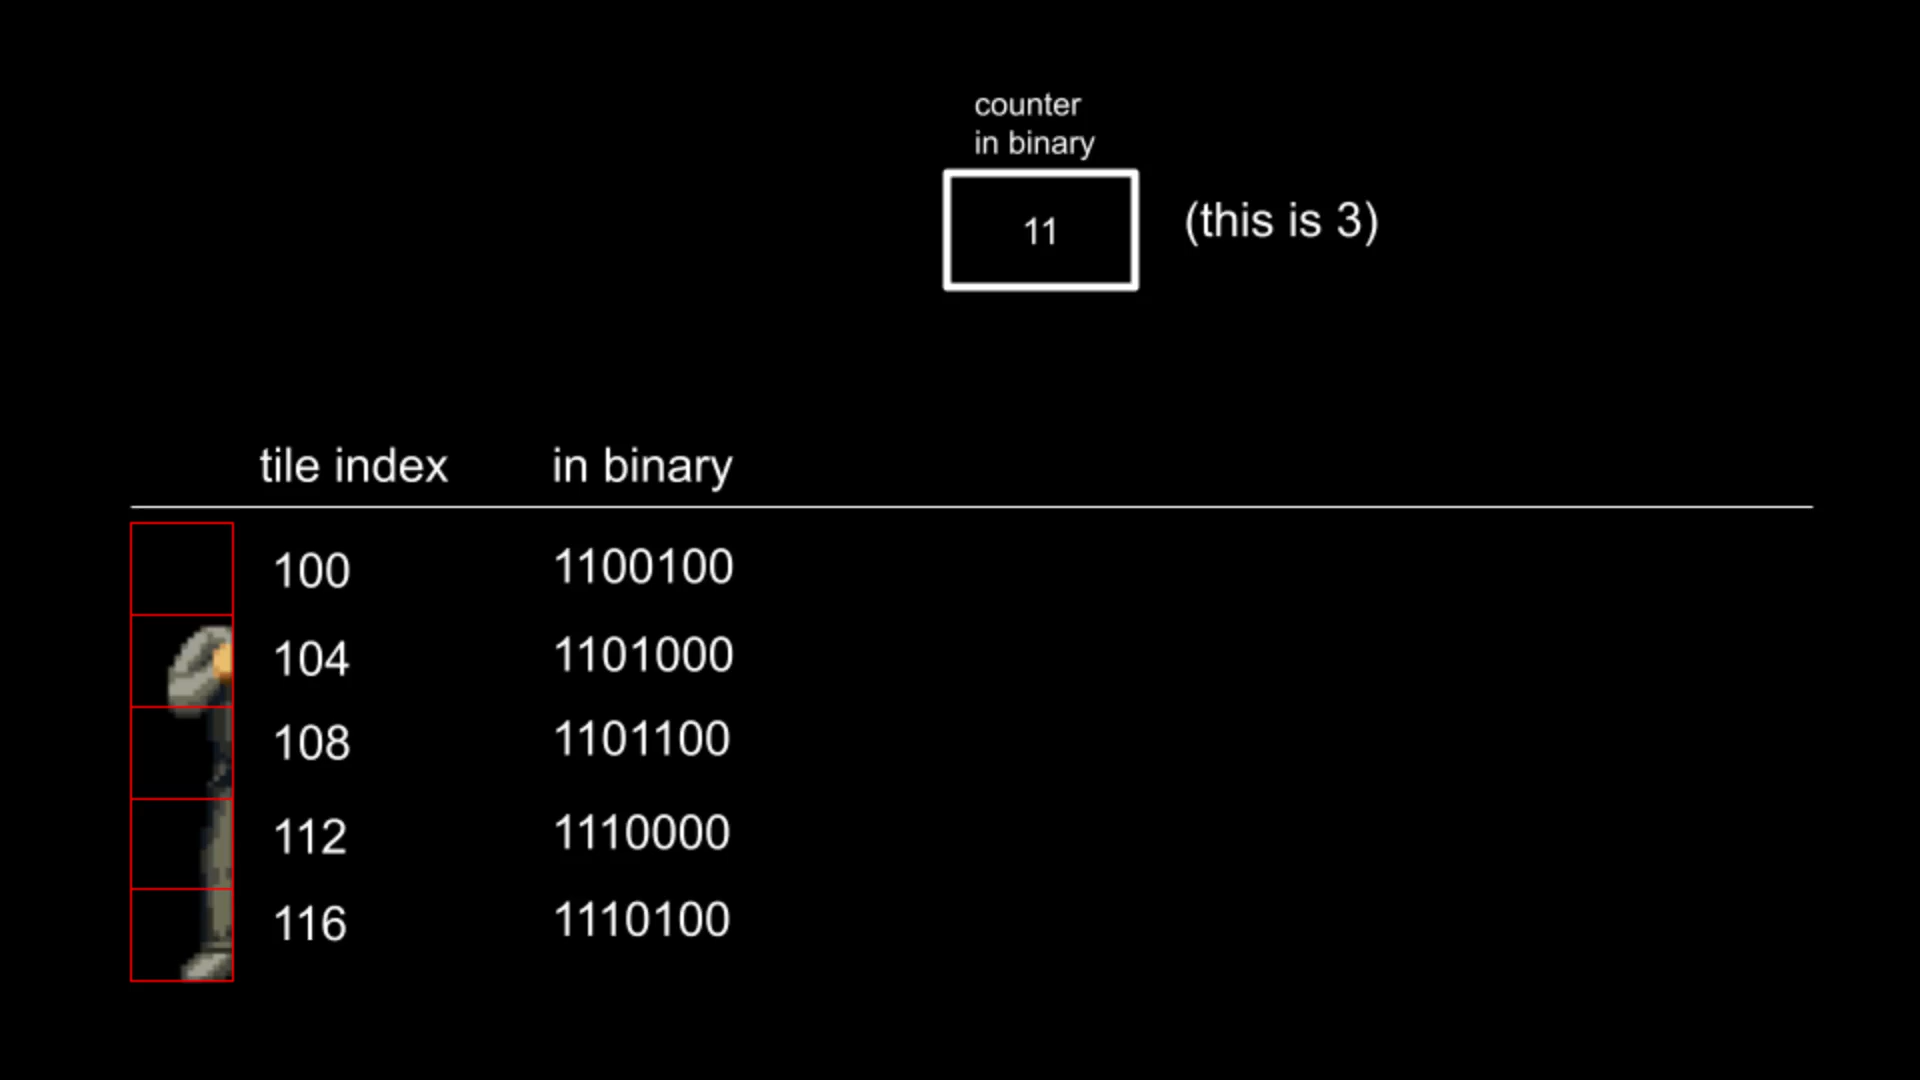 counter
in binary
11 (this is 3)
tile index in binary
100 1100100
104 1101000
108 1101100
112 1110000
116 1110100